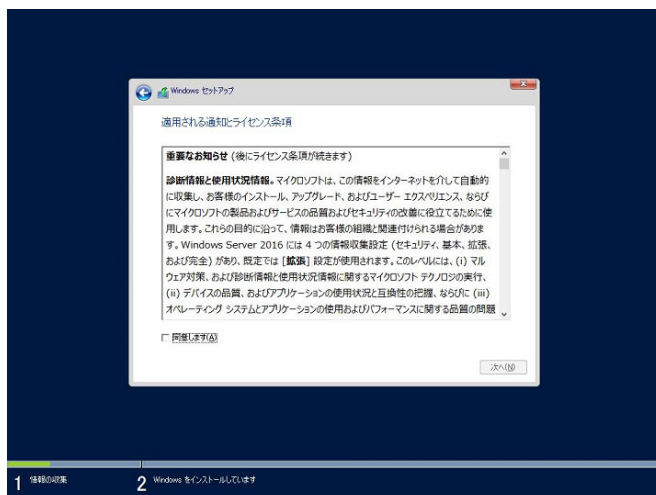 Windows セットアップ
適用される通知とライセンス条項
重要なお知らせ (後にライセンス条項が続きます)
診断情報と使用状況情報。マイクロソフトは、この情報をインターネットを介して自動的
に収集し、お客様のインストール、アップグレード、およびユーザー エクスペリエンス、ならび
にマイクロソフトの製品およびサービスの品質およびセキュリティの改善に役立てるために使
用します。これらの目的に沿って、情報はお客様の組織と関連付けられる場合がありま
す。Windows Server 2016 には 4 つの情報収集設定 (セキュリティ、基本、拡張、
および完全) があり、既定では [拡張] 設定が使用されます。このレベルには、(i) マル
ウェア対策、および診断情報と使用状況情報に関するマイクロソフト テクノロジの実行、
(ii) デバイスの品質、およびアプリケーションの使用状況と互換性の把握、ならびに (iii)
オペレーティング システムとアプリケーションの使用およびパフォーマンスに関する品質の問題
同意します(A)
次へ(N)
1 情報の収集
2 Windows をインストールしています